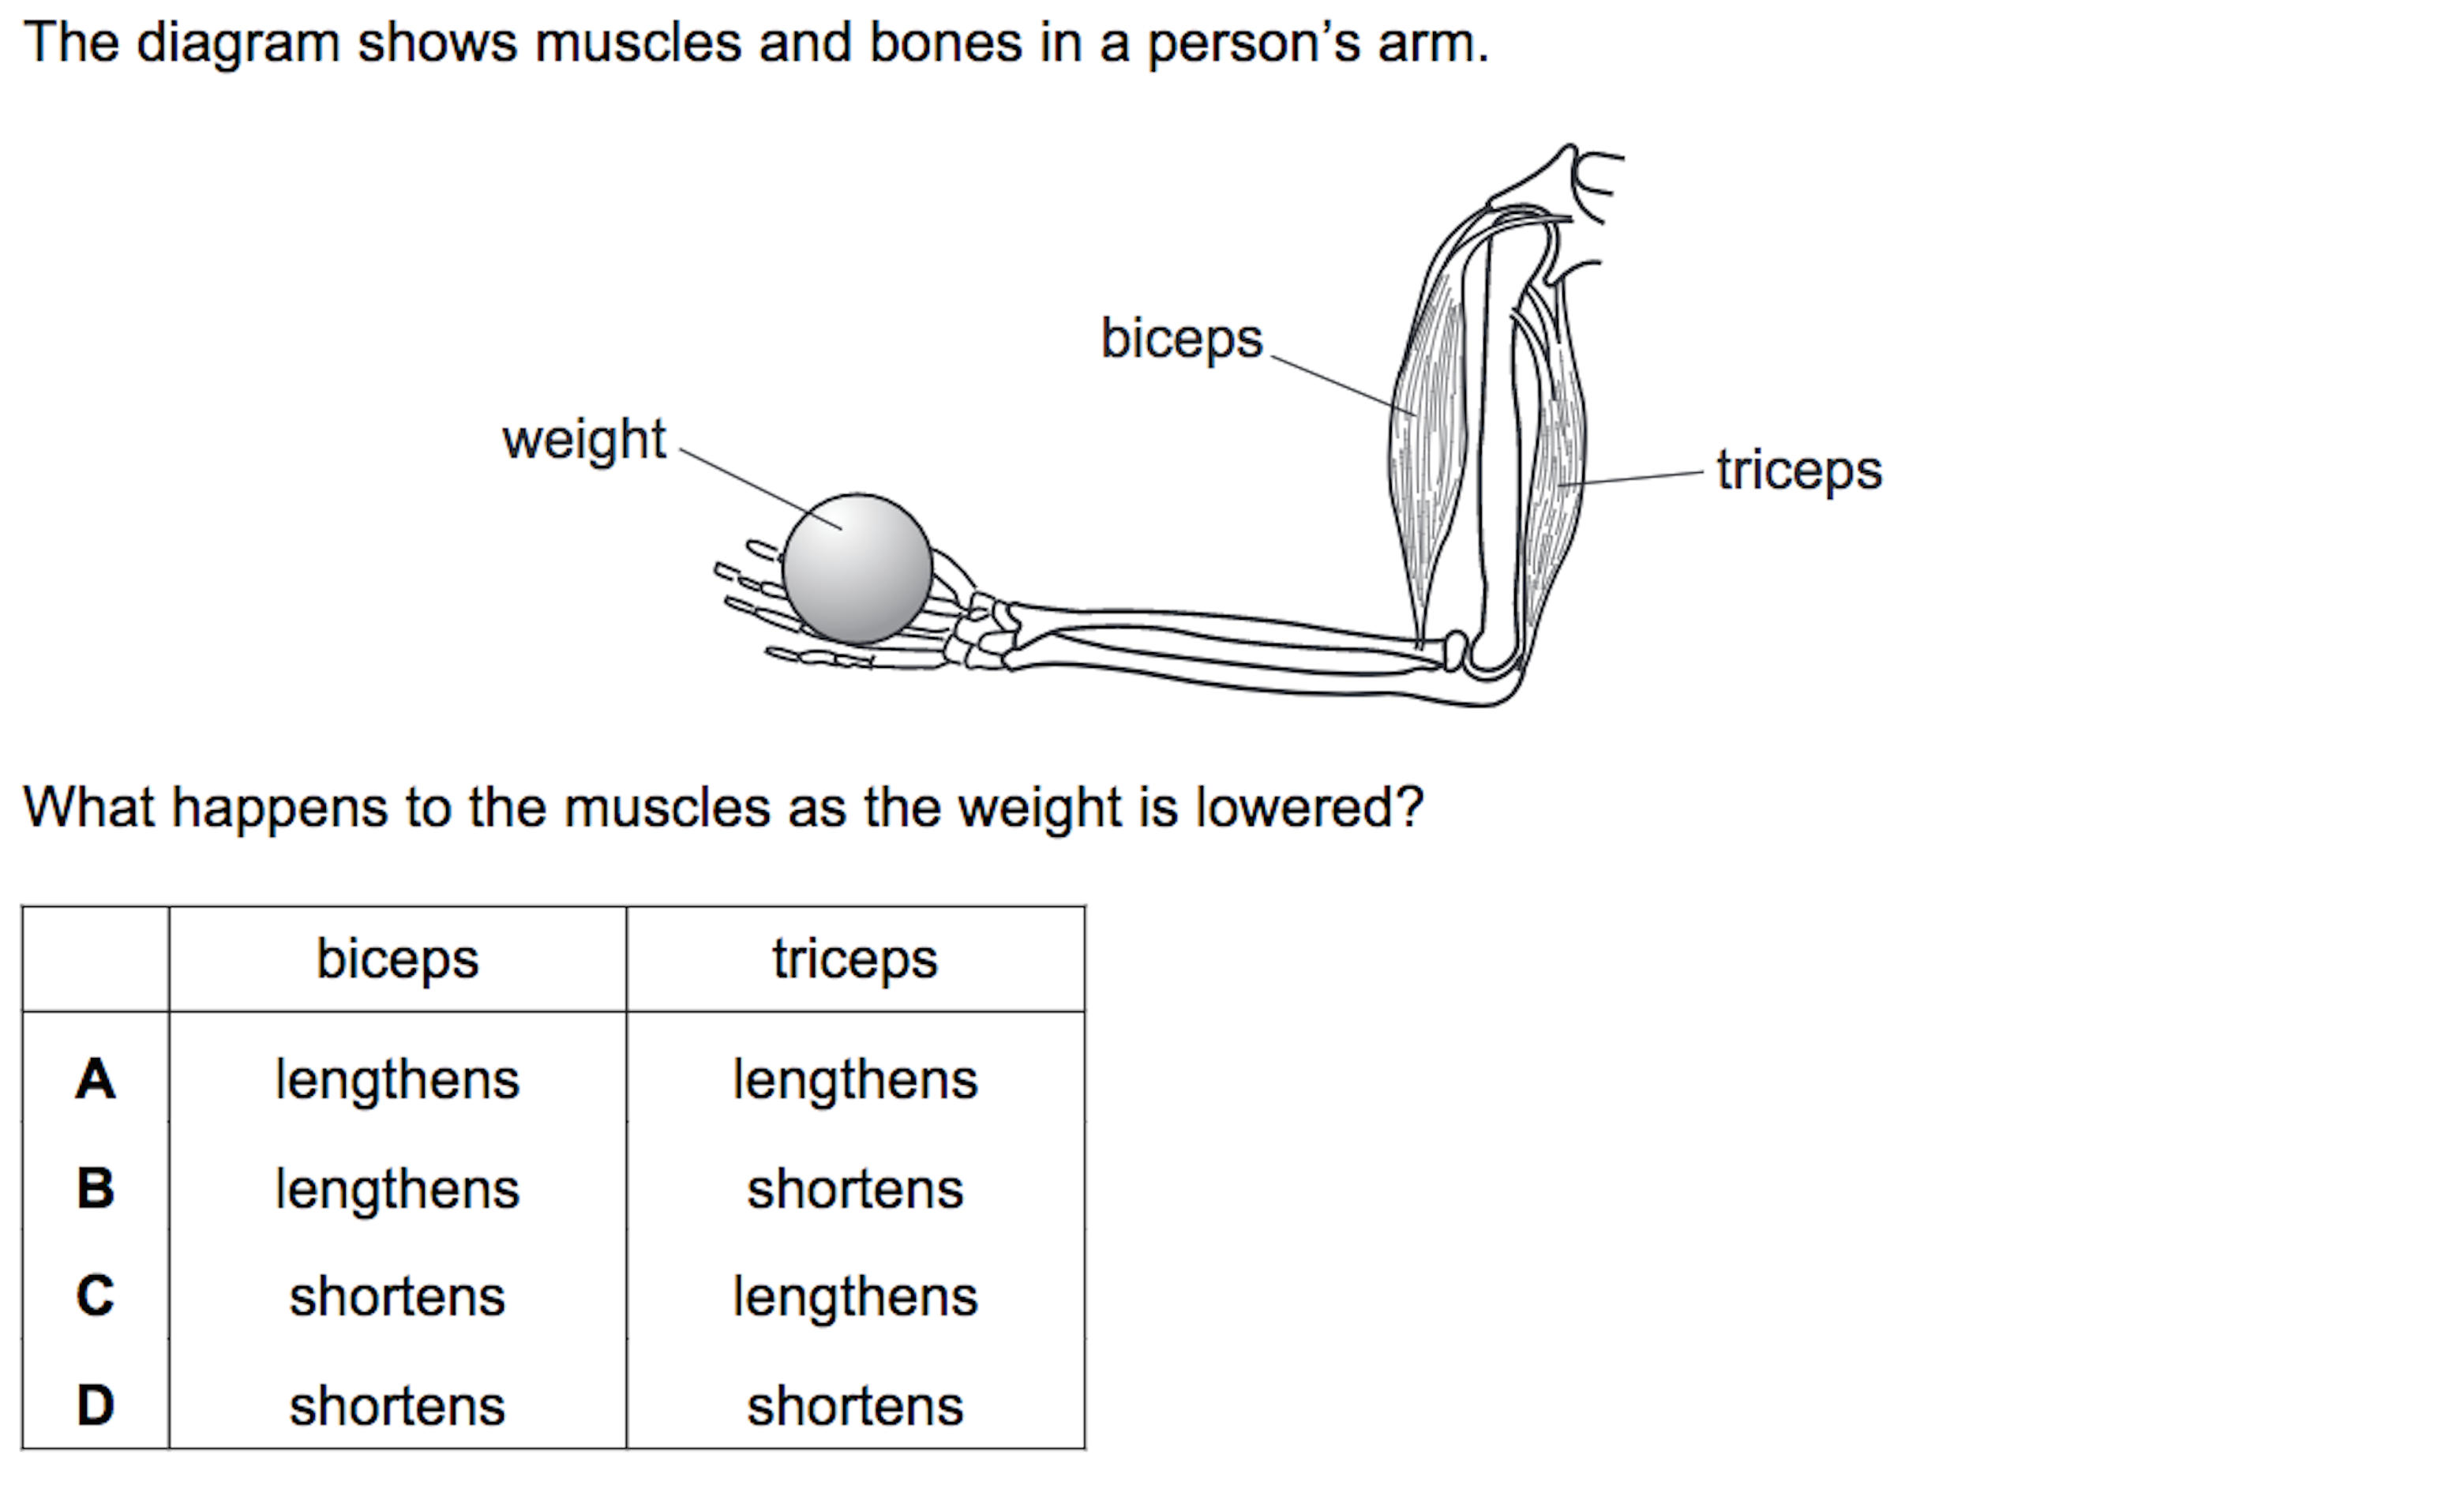 The diagram shows muscles and bones in a person’s arm.
biceps
weight
triceps
What happens to the muscles as the weight is lowered?
biceps triceps
A lengthens lengthens
B lengthens shortens
C shortens lengthens
D shortens shortens